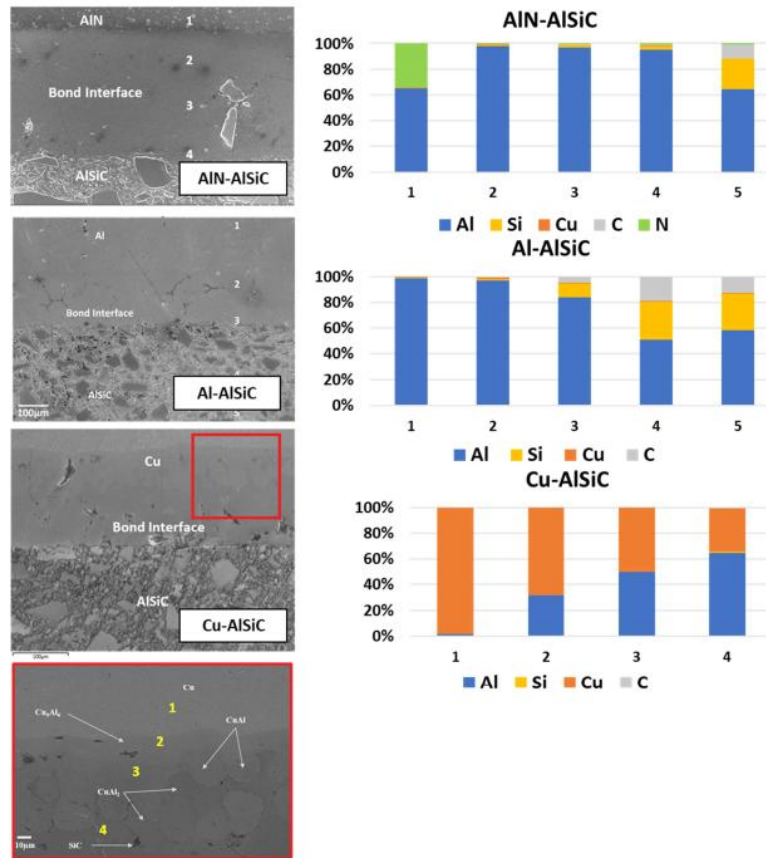 AlN
1
2
Bond Interface
3
4
AlSiC
AlN-AlSiC
AlN-AlSiC
100%
80%
60%
40%
20%
0%
1 2 3 4 5
Al Si Cu C N
1
Al
2
Bond Interface
3
4
AlSiC
5
100µm
Al-AlSiC
Al-AlSiC
100%
80%
60%
40%
20%
0%
1 2 3 4 5
Al Si Cu C
Cu
Bond Interface
AlSiC
Cu-AlSiC
100µm
Cu-AlSiC
100%
80%
60%
40%
20%
0%
1 2 3 4
Al Si Cu C
Cu
1
Cu₉Al₄
CuAl
2
3
CuAl₂
4
SiC
10µm